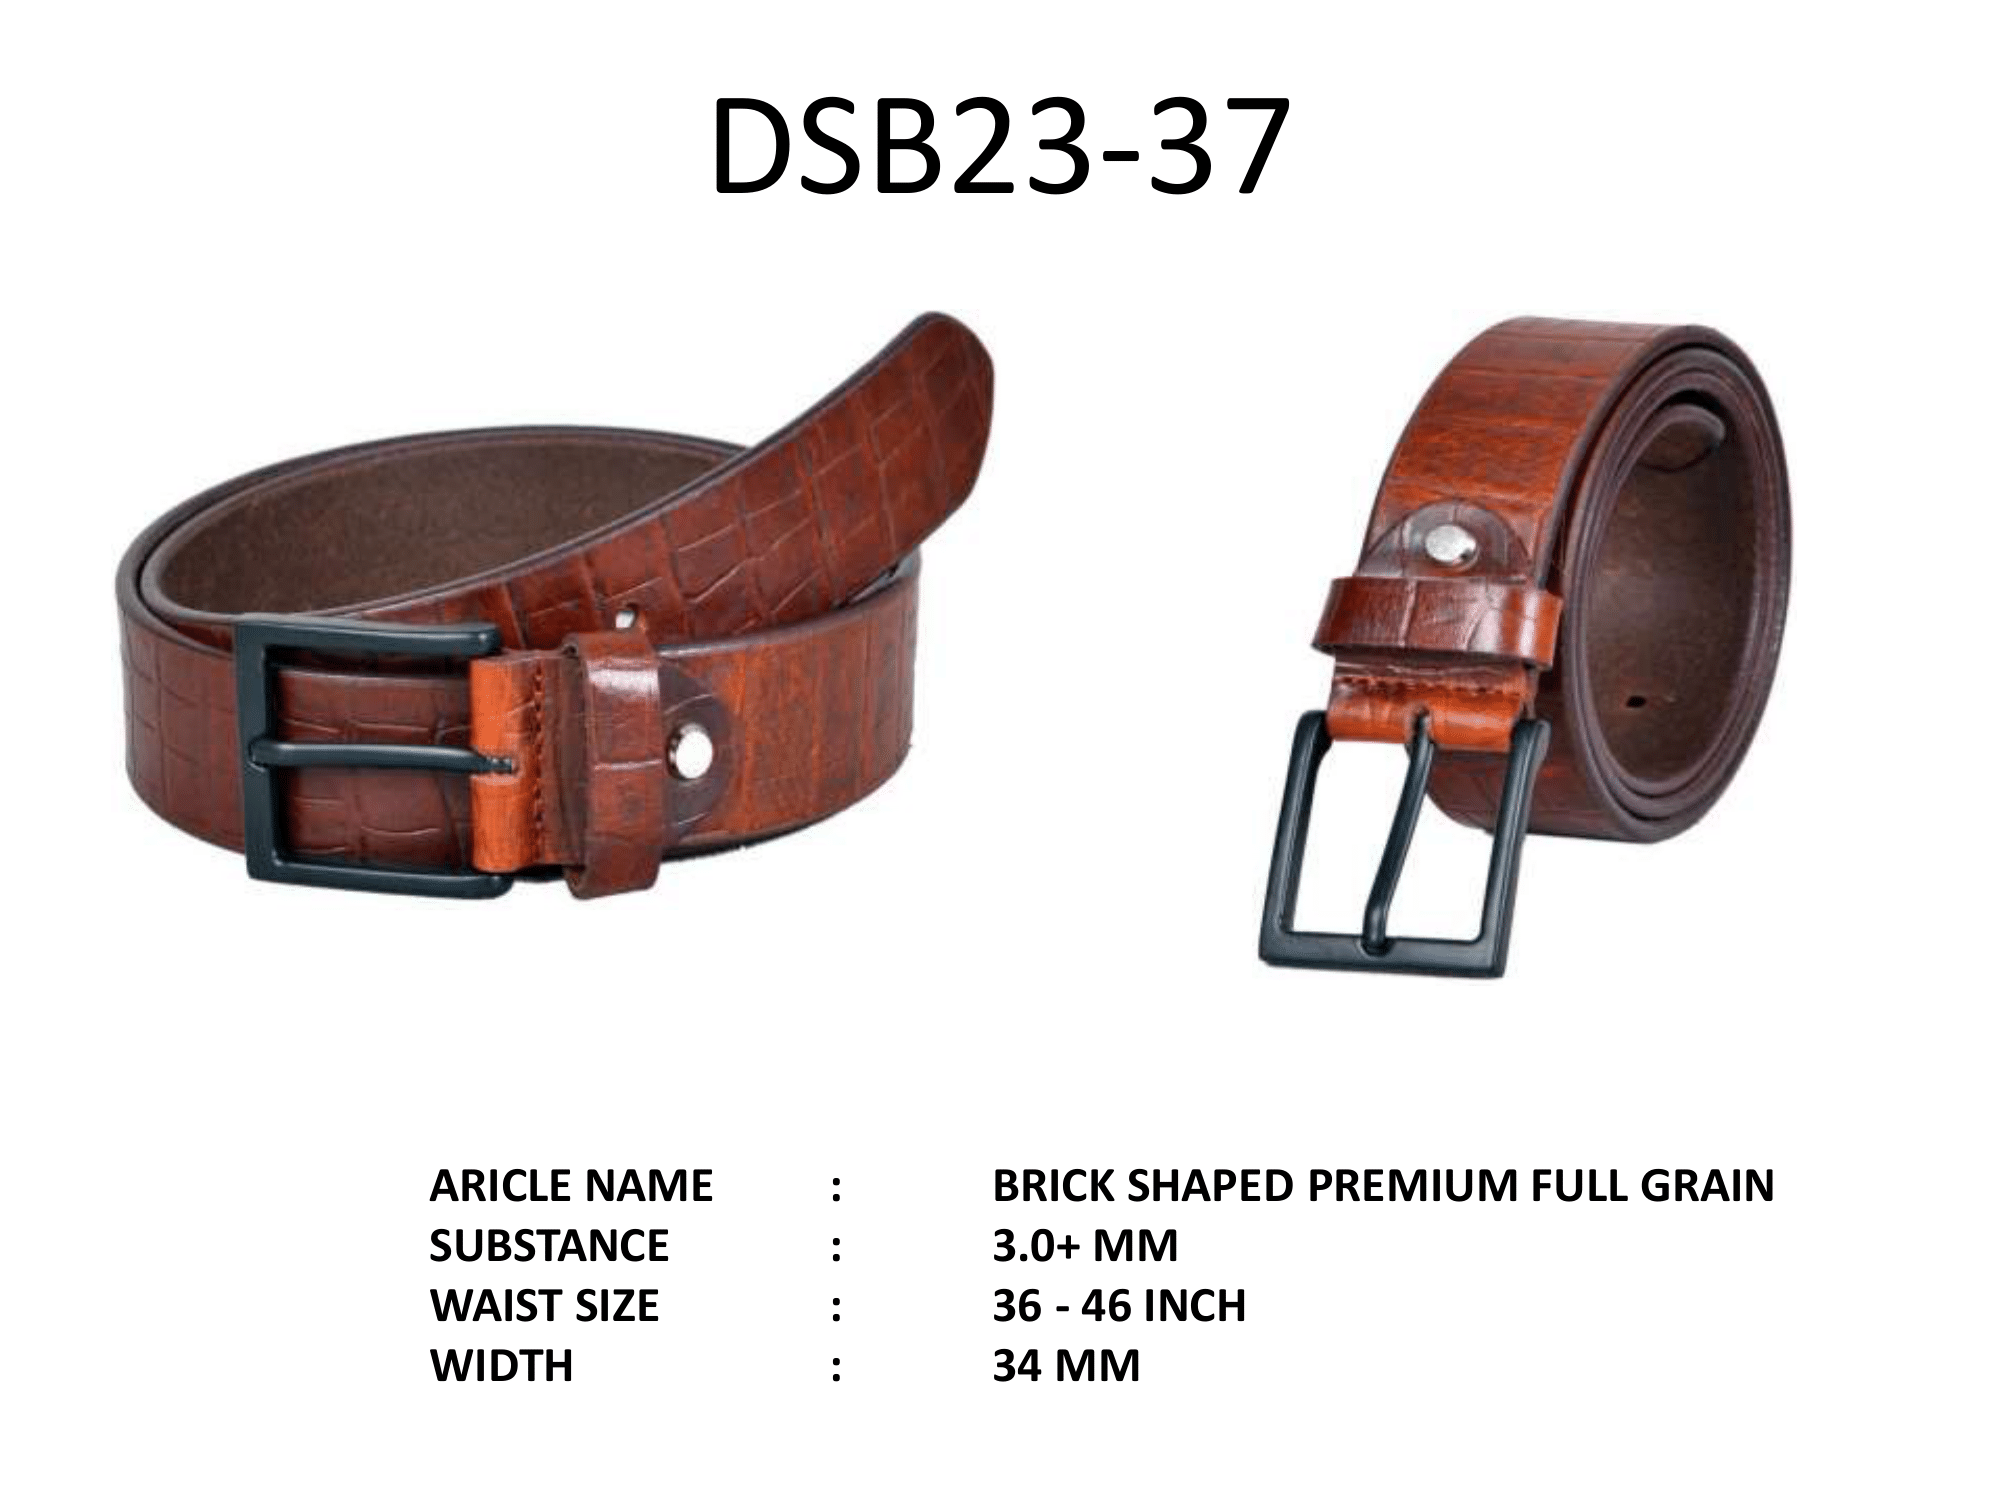 DSB23-37
ARICLE NAME : BRICK SHAPED PREMIUM FULL GRAIN
SUBSTANCE : 3.0+ MM
WAIST SIZE : 36 - 46 INCH
WIDTH : 34 MM